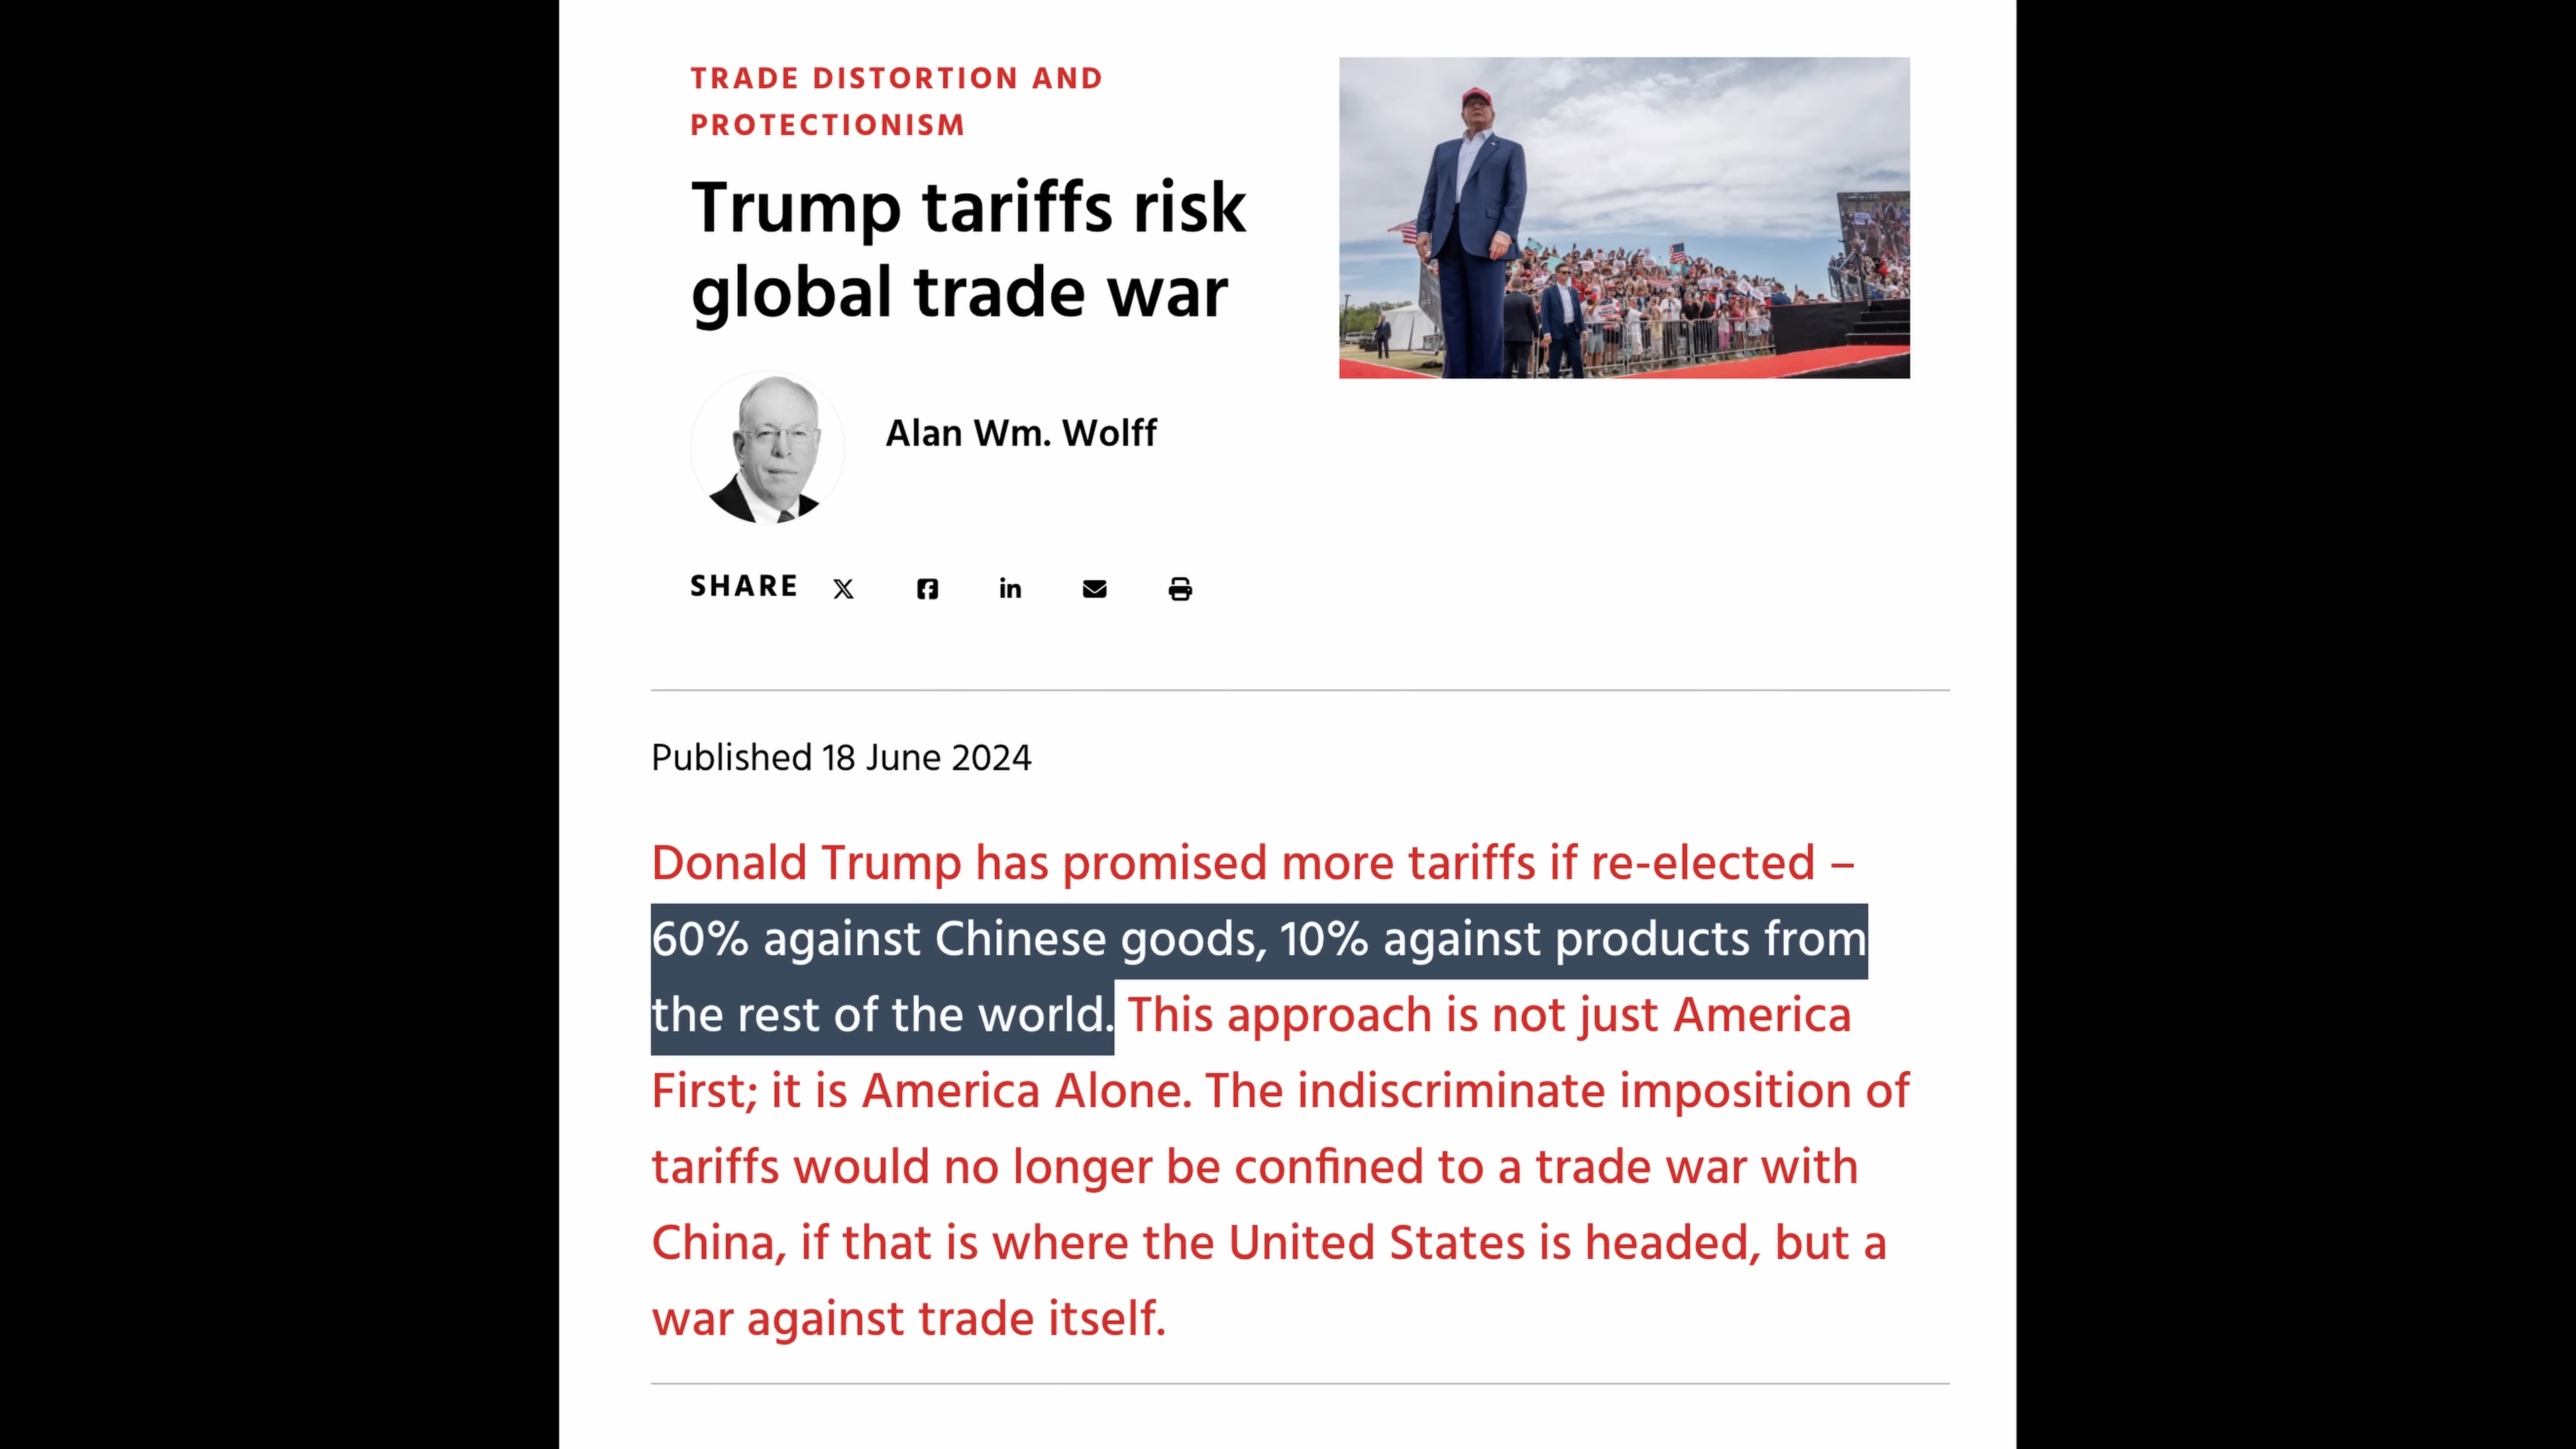 TRADE DISTORTION AND
PROTECTIONISM
Trump tariffs risk
global trade war
Alan Wm. Wolff
SHARE
Published 18 June 2024
Donald Trump has promised more tariffs if re-elected –
60% against Chinese goods, 10% against products from
the rest of the world. This approach is not just America
First; it is America Alone. The indiscriminate imposition of
tariffs would no longer be confined to a trade war with
China, if that is where the United States is headed, but a
war against trade itself.